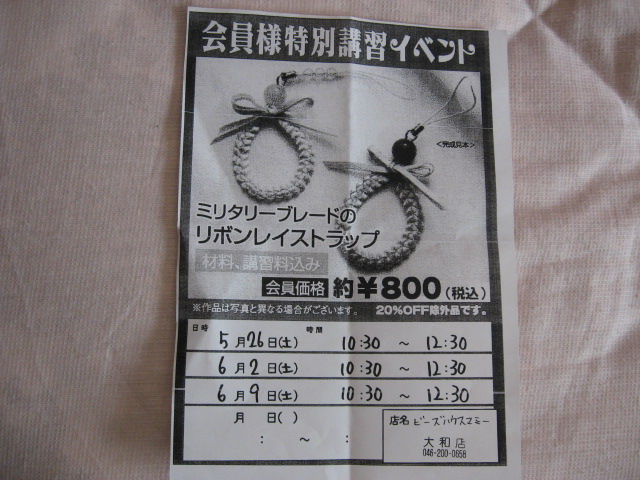 会員様特別講習イベント
<完成見本>
ミリタリーブレードの
リボンレイストラップ
材料、講習料込み
会員価格 約¥800(税込)
※作品は写真と異なる場合がございます。 20%OFF除外品です。
日時 時間
5月26日(土) 10:30 ~ 12:30
6月2日(土) 10:30 ~ 12:30
6月9日(土) 10:30 ~ 12:30
月 日( ) : ~ :
店名 ビーズハウスマミー
大和店
046-200-0658